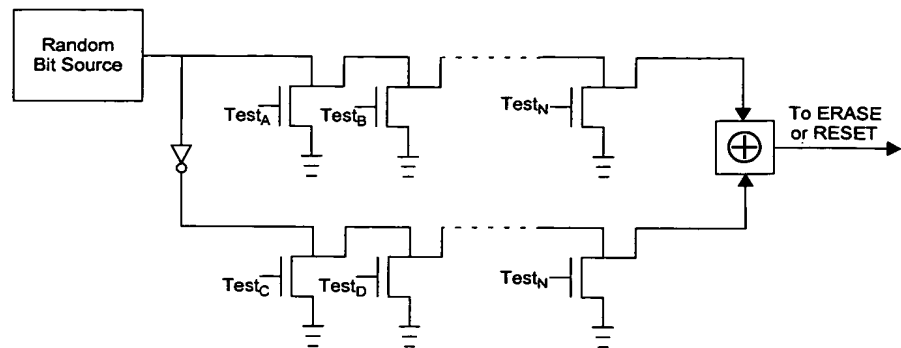 Random
Bit Source
Test_A
Test_B
Test_N
To ERASE
or RESET
Test_C
Test_D
Test_N